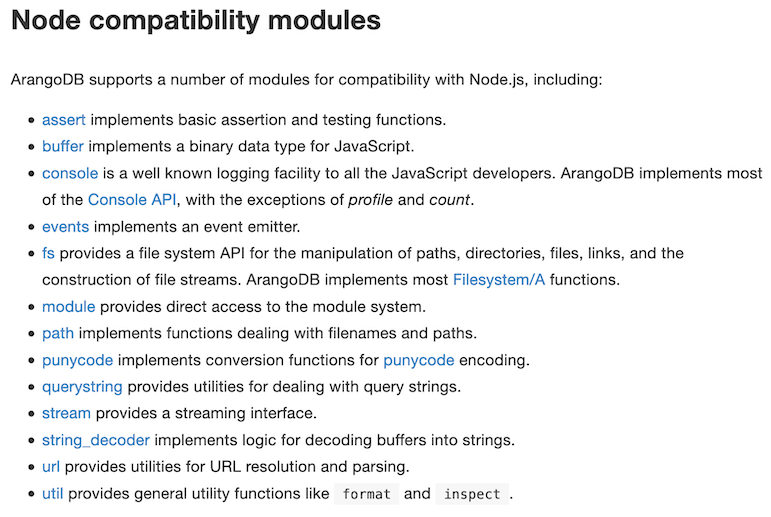 Node compatibility modules
ArangoDB supports a number of modules for compatibility with Node.js, including:
• assert implements basic assertion and testing functions.
• buffer implements a binary data type for JavaScript.
• console is a well known logging facility to all the JavaScript developers. ArangoDB implements most
of the Console API, with the exceptions of profile and count.
• events implements an event emitter.
• fs provides a file system API for the manipulation of paths, directories, files, links, and the
construction of file streams. ArangoDB implements most Filesystem/A functions.
• module provides direct access to the module system.
• path implements functions dealing with filenames and paths.
• punycode implements conversion functions for punycode encoding.
• querystring provides utilities for dealing with query strings.
• stream provides a streaming interface.
• string_decoder implements logic for decoding buffers into strings.
• url provides utilities for URL resolution and parsing.
• util provides general utility functions like format and inspect .